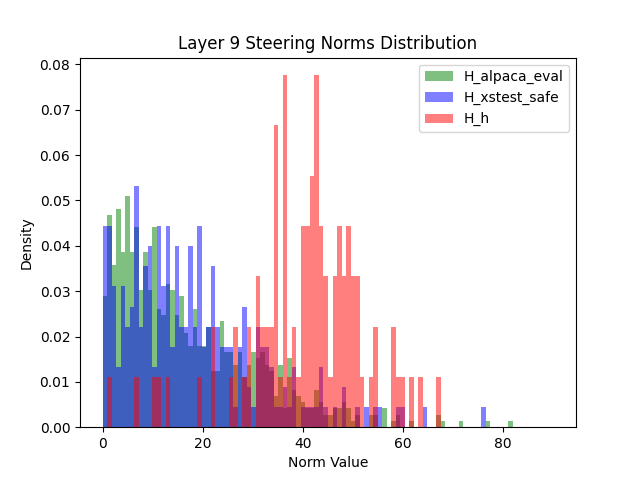 Layer 9 Steering Norms Distribution
H_alpaca_eval
H_xstest_safe
H_h
Density
0.08
0.07
0.06
0.05
0.04
0.03
0.02
0.01
0.00
0
20
40
60
80
Norm Value